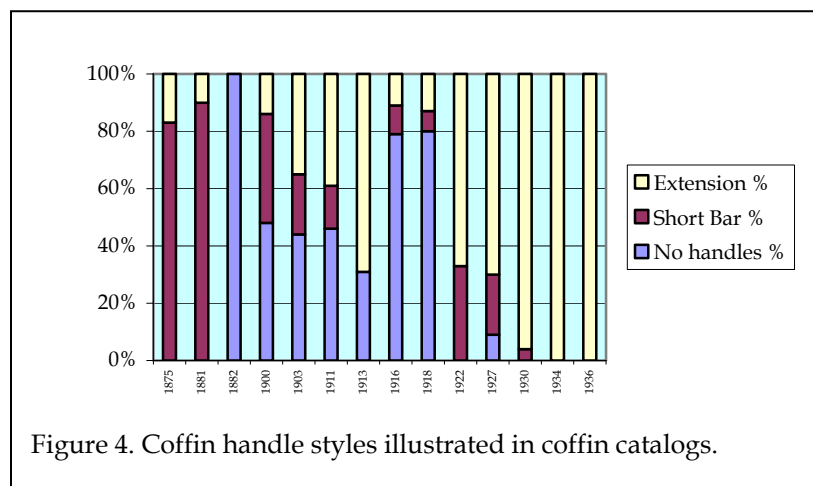 100%
80%
60%
40%
20%
0%
1875 1881 1882 1900 1903 1911 1913 1916 1918 1922 1927 1930 1934 1936
Extension %
Short Bar %
No handles %
Figure 4. Coffin handle styles illustrated in coffin catalogs.